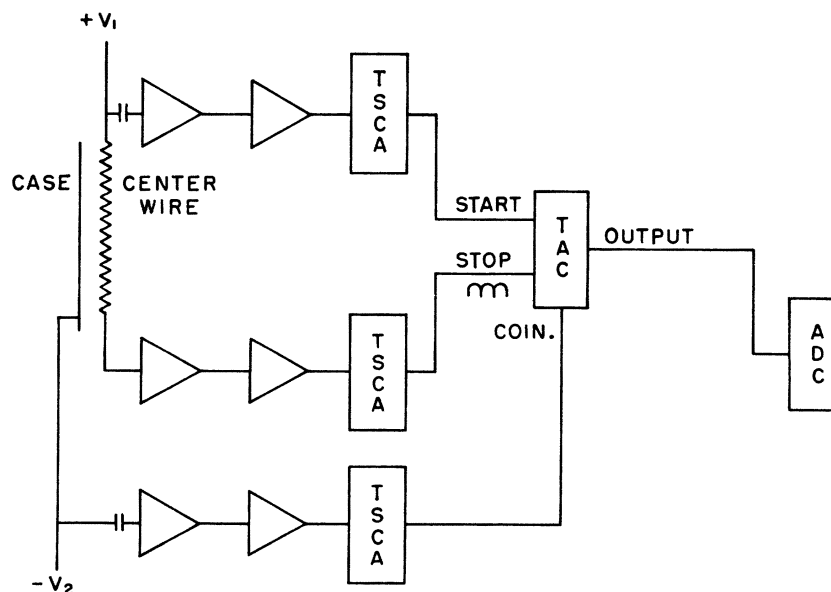 +V₁
TSCA
CASE
CENTER
WIRE
START
TAC
OUTPUT
STOP
COIN.
TSCA
ADC
TSCA
-V₂